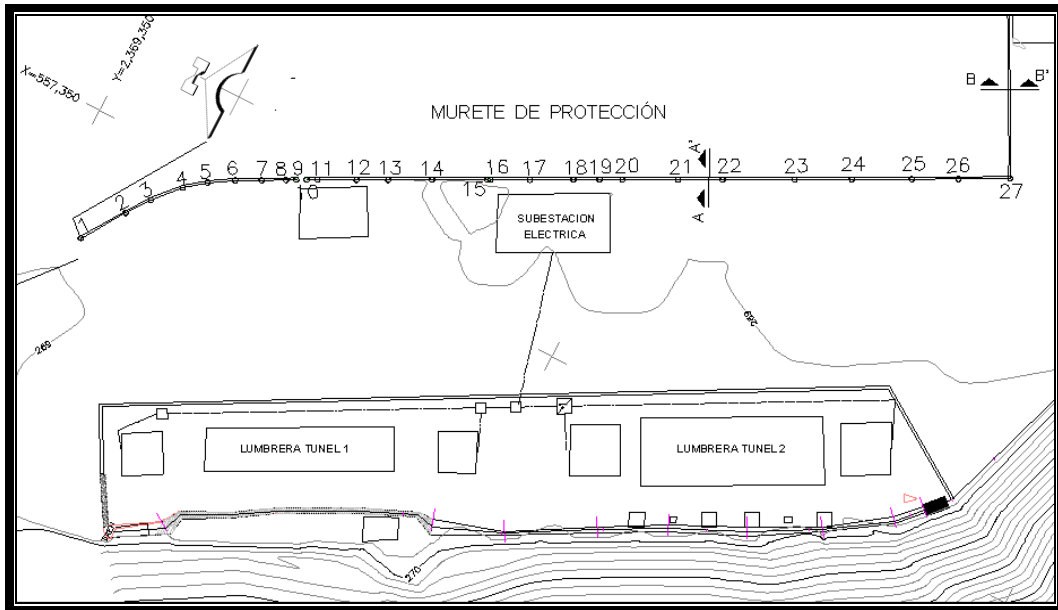 X=557,350
Y=2,369,350
MURETE DE PROTECCIÓN
B B'
A'
1 2 3 4 5 6 7 8 9 10 11 12 13 14 15 16 17 18 19 20 21 22 23 24 25 26 27
A
SUBESTACION
ELECTRICA
269
269
LUMBRERA TUNEL 1
LUMBRERA TUNEL 2
270